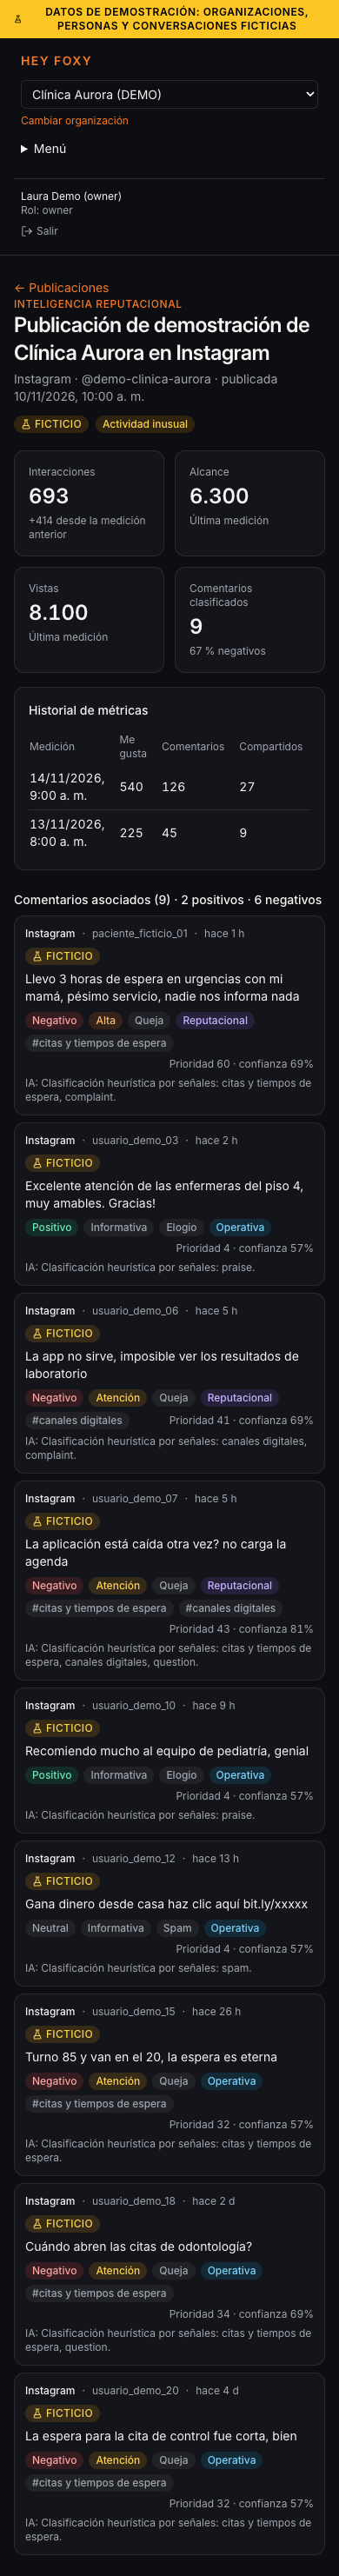 DATOS DE DEMOSTRACIÓN: ORGANIZACIONES,
PERSONAS Y CONVERSACIONES FICTICIAS
HEY FOXY
Clínica Aurora (DEMO)
Cambiar organización
Menú
Laura Demo (owner)
Rol: owner
Salir
← Publicaciones
INTELIGENCIA REPUTACIONAL
Publicación de demostración de
Clínica Aurora en Instagram
Instagram · @demo-clinica-aurora · publicada
10/11/2026, 10:00 a. m.
FICTICIO Actividad inusual
Interacciones
693
+414 desde la medición
anterior
Alcance
6.300
Última medición
Vistas
8.100
Última medición
Comentarios
clasificados
9
67 % negativos
Historial de métricas
Medición Me gusta Comentarios Compartidos
14/11/2026, 9:00 a. m. 540 126 27
13/11/2026, 8:00 a. m. 225 45 9
Comentarios asociados (9) · 2 positivos · 6 negativos
Instagram · paciente_ficticio_01 · hace 1 h
FICTICIO
Llevo 3 horas de espera en urgencias con mi
mamá, pésimo servicio, nadie nos informa nada
Negativo Alta Queja Reputacional
#citas y tiempos de espera
Prioridad 60 · confianza 69%
IA: Clasificación heurística por señales: citas y tiempos de
espera, complaint.
Instagram · usuario_demo_03 · hace 2 h
FICTICIO
Excelente atención de las enfermeras del piso 4,
muy amables. Gracias!
Positivo Informativa Elogio Operativa
Prioridad 4 · confianza 57%
IA: Clasificación heurística por señales: praise.
Instagram · usuario_demo_06 · hace 5 h
FICTICIO
La app no sirve, imposible ver los resultados de
laboratorio
Negativo Atención Queja Reputacional
#canales digitales Prioridad 41 · confianza 69%
IA: Clasificación heurística por señales: canales digitales,
complaint.
Instagram · usuario_demo_07 · hace 5 h
FICTICIO
La aplicación está caída otra vez? no carga la
agenda
Negativo Atención Queja Reputacional
#citas y tiempos de espera #canales digitales
Prioridad 43 · confianza 81%
IA: Clasificación heurística por señales: citas y tiempos de
espera, canales digitales, question.
Instagram · usuario_demo_10 · hace 9 h
FICTICIO
Recomiendo mucho al equipo de pediatría, genial
Positivo Informativa Elogio Operativa
Prioridad 4 · confianza 57%
IA: Clasificación heurística por señales: praise.
Instagram · usuario_demo_12 · hace 13 h
FICTICIO
Gana dinero desde casa haz clic aquí bit.ly/xxxxx
Neutral Informativa Spam Operativa
Prioridad 4 · confianza 57%
IA: Clasificación heurística por señales: spam.
Instagram · usuario_demo_15 · hace 26 h
FICTICIO
Turno 85 y van en el 20, la espera es eterna
Negativo Atención Queja Operativa
#citas y tiempos de espera
Prioridad 32 · confianza 57%
IA: Clasificación heurística por señales: citas y tiempos de
espera.
Instagram · usuario_demo_18 · hace 2 d
FICTICIO
Cuándo abren las citas de odontología?
Negativo Atención Queja Operativa
#citas y tiempos de espera
Prioridad 34 · confianza 69%
IA: Clasificación heurística por señales: citas y tiempos de
espera, question.
Instagram · usuario_demo_20 · hace 4 d
FICTICIO
La espera para la cita de control fue corta, bien
Negativo Atención Queja Operativa
#citas y tiempos de espera
Prioridad 32 · confianza 57%
IA: Clasificación heurística por señales: citas y tiempos de
espera.